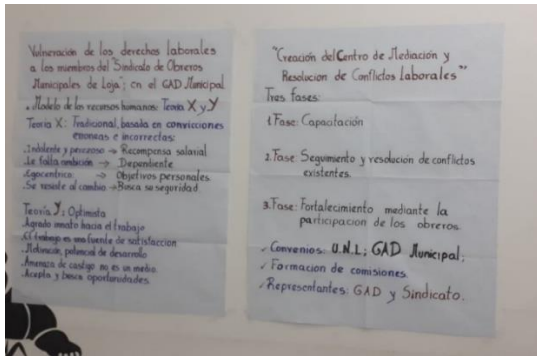 Vulneración de los derechos laborales
a los miembros del "Sindicato de Obreros
Municipales de Loja"; en el GAD Municipal.
. Modelo de los recursos humanos: Teoría X y Y
Teoría X: Tradicional, basada en convicciones
erroneas e incorrectas:
.Indolente y perezoso → Recompensa salarial
.Le falta ambición → Dependiente
.Egocentrico → Objetivos personales
.Se resiste al cambio → Busca su seguridad
Teoría Y: Optimista
.Agrado innato hacia el trabajo
.El trabajo es una fuente de satisfacción
.Motivación, potencial de desarrollo
.Amenaza de castigo no es un medio
.Acepta y busca oportunidades.
"Creación del Centro de Mediación y
Resolución de Conflictos Laborales"
Tres fases:
1.Fase: Capacitación
2.Fase: Seguimiento y resolución de conflictos
existentes.
3.Fase: Fortalecimiento mediante la
participación de los obreros.
✓ Convenios: U.N.L; GAD Municipal;
✓ Formación de comisiones
✓ Representantes: GAD y Sindicato.